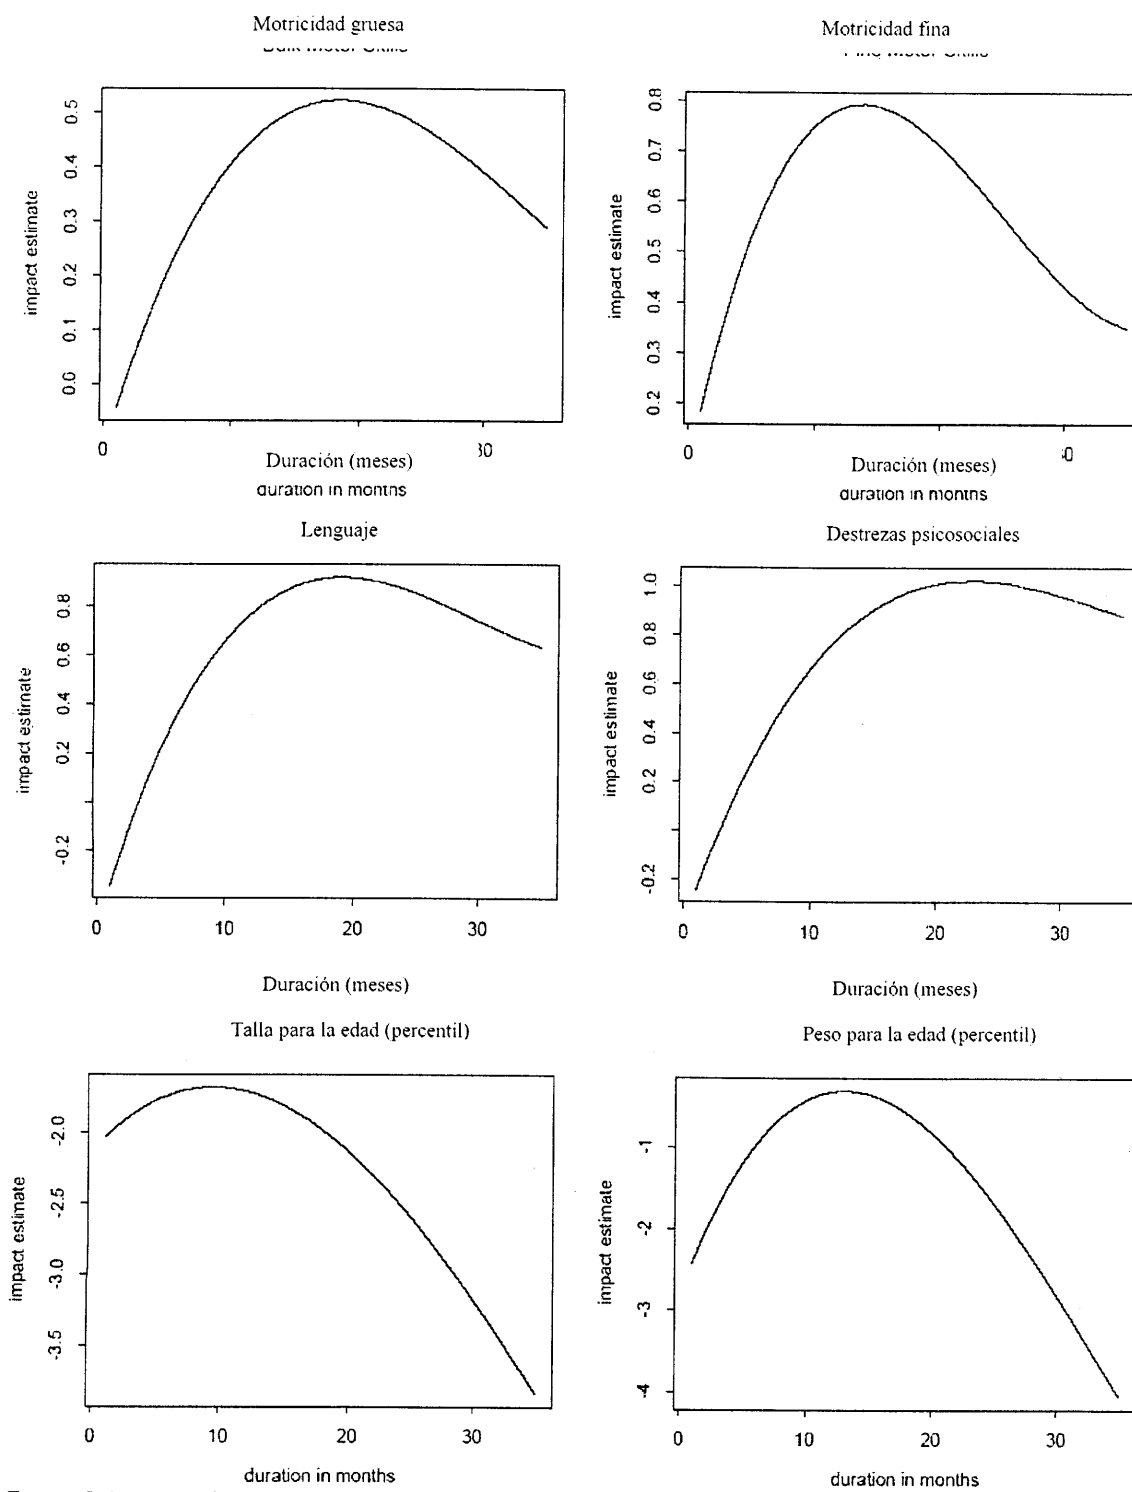 Motricidad gruesa
Motricidad fina
impact estimate
0.5
0.4
0.3
0.2
0.1
0.0
0
30
Duración (meses)
duration in months
impact estimate
0.8
0.7
0.6
0.5
0.4
0.3
0.2
0
Duración (meses)
duration in months
Lenguaje
Destrezas psicosociales
impact estimate
0.8
0.6
0.4
0.2
-0.2
0
10
20
30
Duración (meses)
impact estimate
1.0
0.8
0.6
0.4
0.2
-0.2
0
10
20
30
Duración (meses)
Talla para la edad (percentil)
Peso para la edad (percentil)
impact estimate
-2.0
-2.5
-3.0
-3.5
0
10
20
30
duration in months
impact estimate
-1
-2
-3
-4
0
10
20
30
duration in months